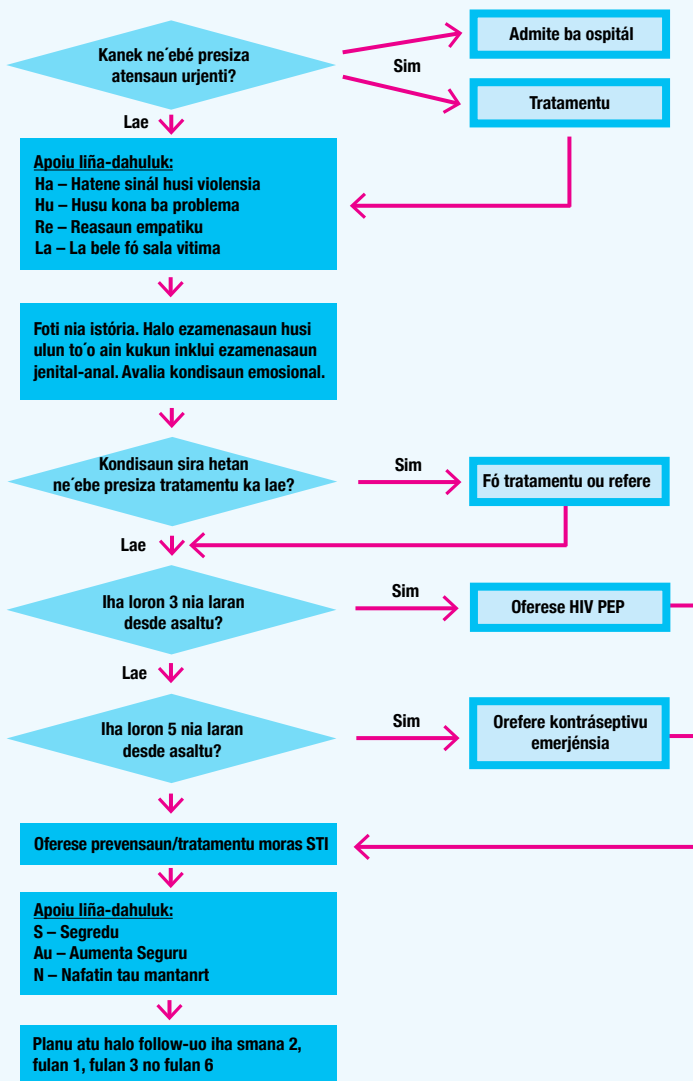 Kanek ne´ebé presiza
atensaun urjenti?
Sim
Admite ba ospitál
Tratamentu
Lae
Apoiu liña-dahuluk:
Ha – Hatene sinál husi violensia
Hu – Husu kona ba problema
Re – Reasaun empatiku
La – La bele fó sala vitima
Foti nia istória. Halo ezamenasaun husi
ulun to´o ain kukun inklui ezamenasaun
jenital-anal. Avalia kondisaun emosional.
Kondisaun sira hetan
ne´ebe presiza tratamentu ka lae?
Sim
Fó tratamentu ou refere
Lae
Iha loron 3 nia laran
desde asaltu?
Sim
Oferese HIV PEP
Lae
Iha loron 5 nia laran
desde asaltu?
Sim
Orefere kontráseptivu
emerjénsia
Oferese prevensaun/tratamentu moras STI
Apoiu liña-dahuluk:
S – Segredu
Au – Aumenta Seguru
N – Nafatin tau mantanrt
Planu atu halo follow-uo iha smana 2,
fulan 1, fulan 3 no fulan 6